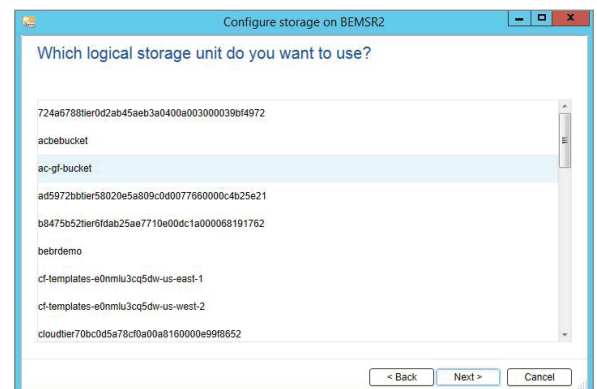 Configure storage on BEMSR2
Which logical storage unit do you want to use?
724a6788tier0d2ab45aeb3a0400a003000039bf4972
acbebucket
ac-gf-bucket
ad5972bbtier58020e5a809c0d0077660000c4b25e21
b8475b52tier6fdab25ae7710e00dc1a000068191762
bebrdemo
cf-templates-e0nmlu3cq5dw-us-east-1
cf-templates-e0nmlu3cq5dw-us-west-2
cloudtier70bc0d5a78cf0a00a8160000e99f8652
< Back Next > Cancel